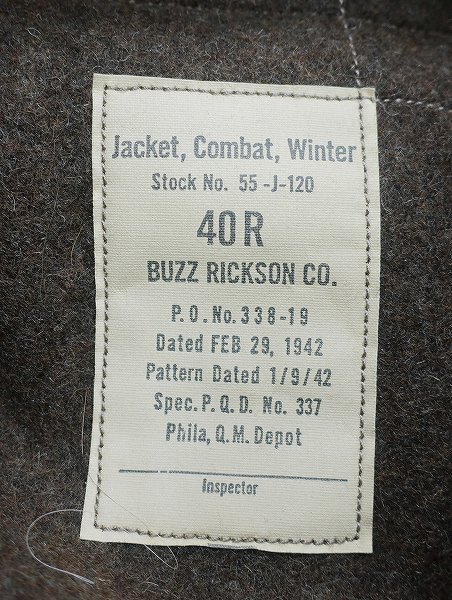 Jacket, Combat, Winter
Stock No. 55 -J-120
40R
BUZZ RICKSON CO.
P.O.No.338-19
Dated FEB 29, 1942
Pattern Dated 1/9/42
Spec. P.Q.D. No. 337
Phila, Q.M. Depot
Inspector